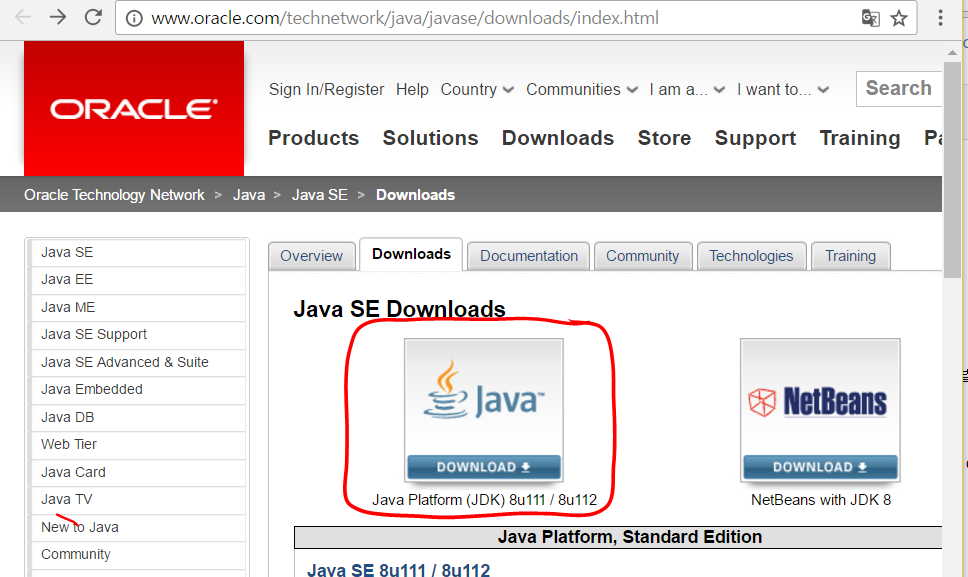 www.oracle.com/technetwork/java/javase/downloads/index.html
ORACLE®
Sign In/Register Help Country Communities I am a... I want to... Search
Products Solutions Downloads Store Support Training Pa
Oracle Technology Network > Java > Java SE > Downloads
Java SE
Java EE
Java ME
Java SE Support
Java SE Advanced & Suite
Java Embedded
Java DB
Web Tier
Java Card
Java TV
New to Java
Community
Overview Downloads Documentation Community Technologies Training
Java SE Downloads
Java™
DOWNLOAD
Java Platform (JDK) 8u111 / 8u112
NetBeans
DOWNLOAD
NetBeans with JDK 8
Java Platform, Standard Edition
Java SE 8u111 / 8u112